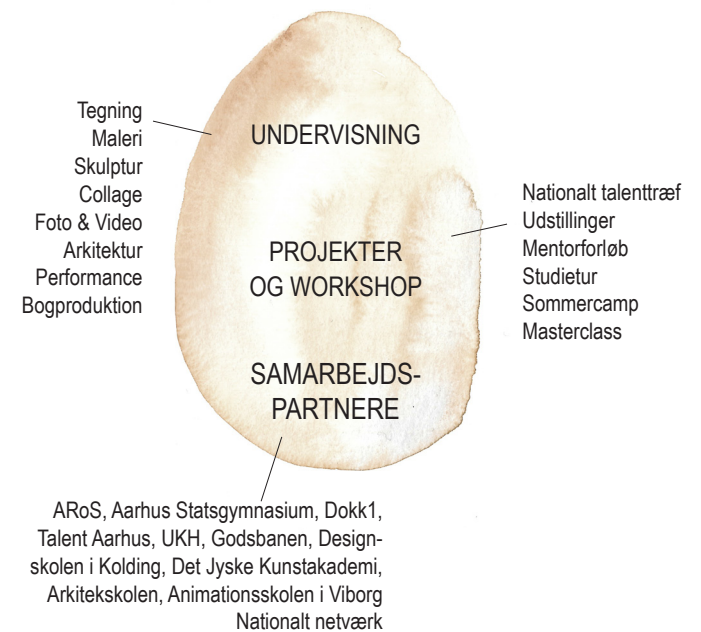 UNDERVISNING
Tegning
Maleri
Skulptur
Collage
Foto & Video
Arkitektur
Performance
Bogproduktion
PROJEKTER
OG WORKSHOP
Nationalt talenttræf
Udstillinger
Mentorforløb
Studietur
Sommercamp
Masterclass
SAMARBEJDS-
PARTNERE
ARoS, Aarhus Statsgymnasium, Dokk1,
Talent Aarhus, UKH, Godsbanen, Design-
skolen i Kolding, Det Jyske Kunstakademi,
Arkitekskolen, Animationsskolen i Viborg
Nationalt netværk